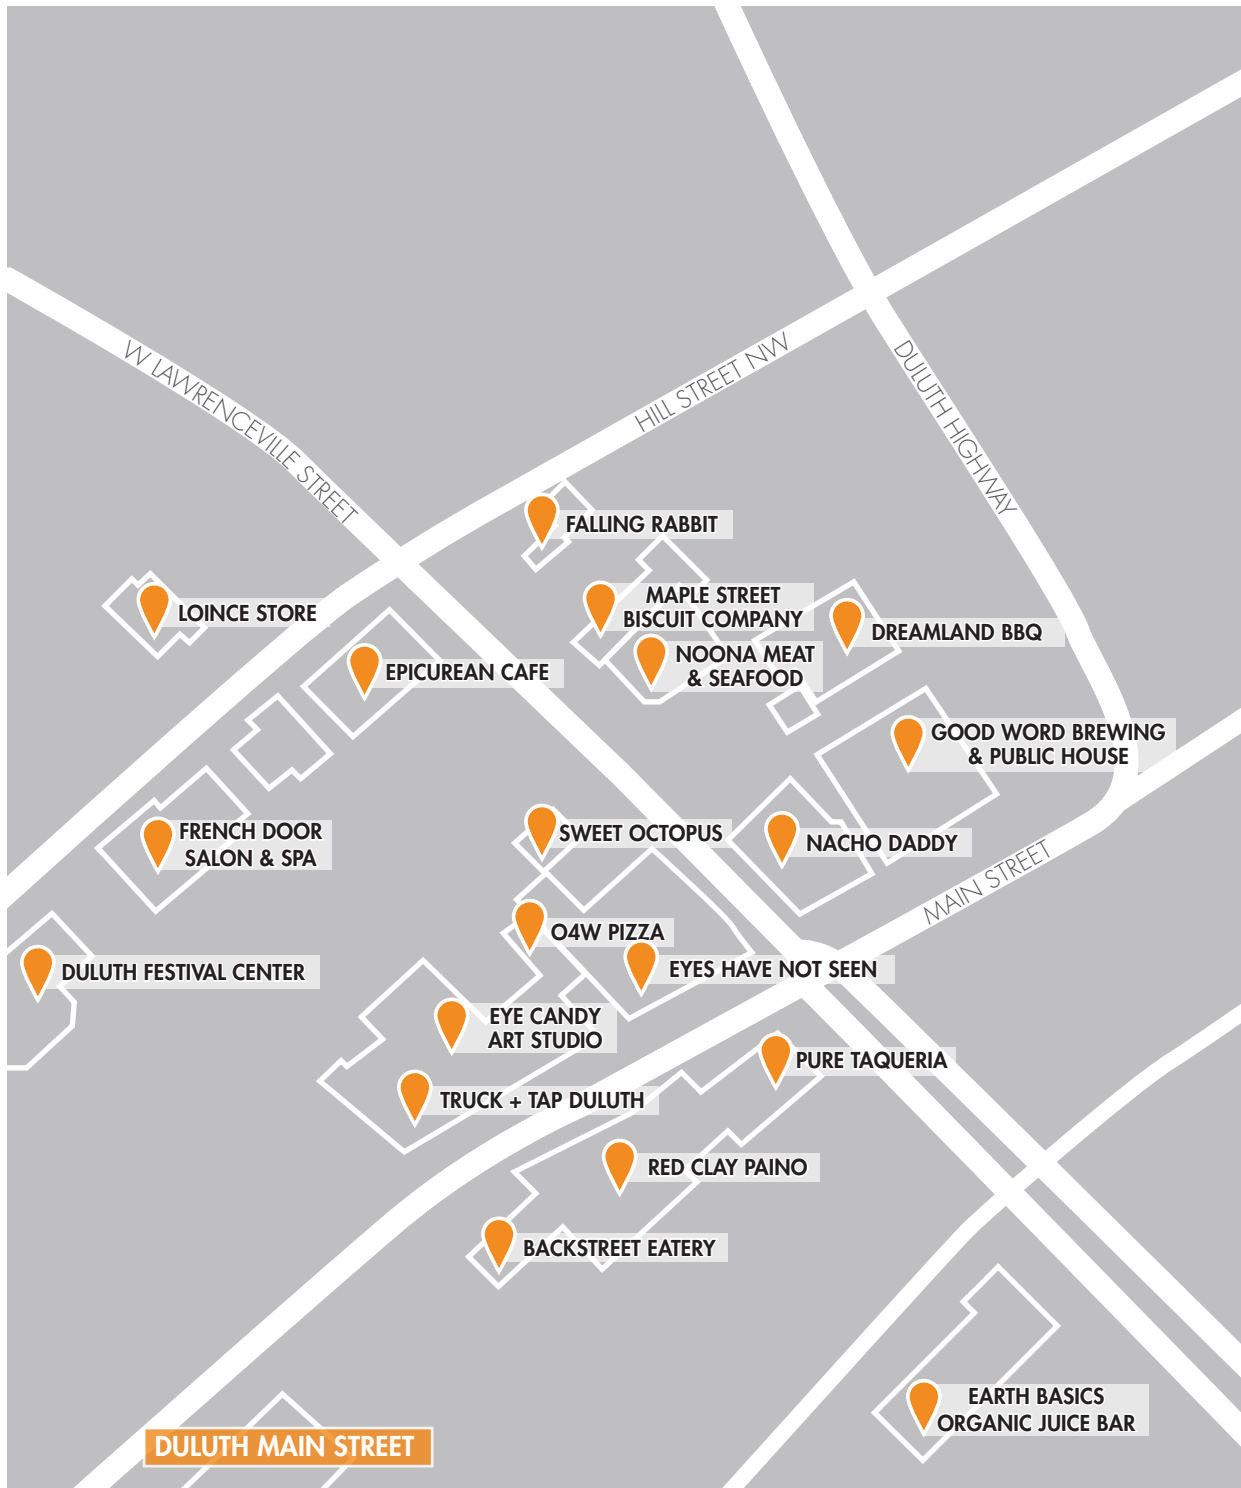 W LAWRENCEVILLE STREET
HILL STREET NW
DULUTH HIGHWAY
FALLING RABBIT
LOINCE STORE
MAPLE STREET
BISCUIT COMPANY
DREAMLAND BBQ
EPICUREAN CAFE
NOONA MEAT
& SEAFOOD
GOOD WORD BREWING
& PUBLIC HOUSE
FRENCH DOOR
SALON & SPA
SWEET OCTOPUS
NACHO DADDY
MAIN STREET
O4W PIZZA
DULUTH FESTIVAL CENTER
EYES HAVE NOT SEEN
EYE CANDY
ART STUDIO
PURE TAQUERIA
TRUCK + TAP DULUTH
RED CLAY PAINO
BACKSTREET EATERY
EARTH BASICS
ORGANIC JUICE BAR
DULUTH MAIN STREET